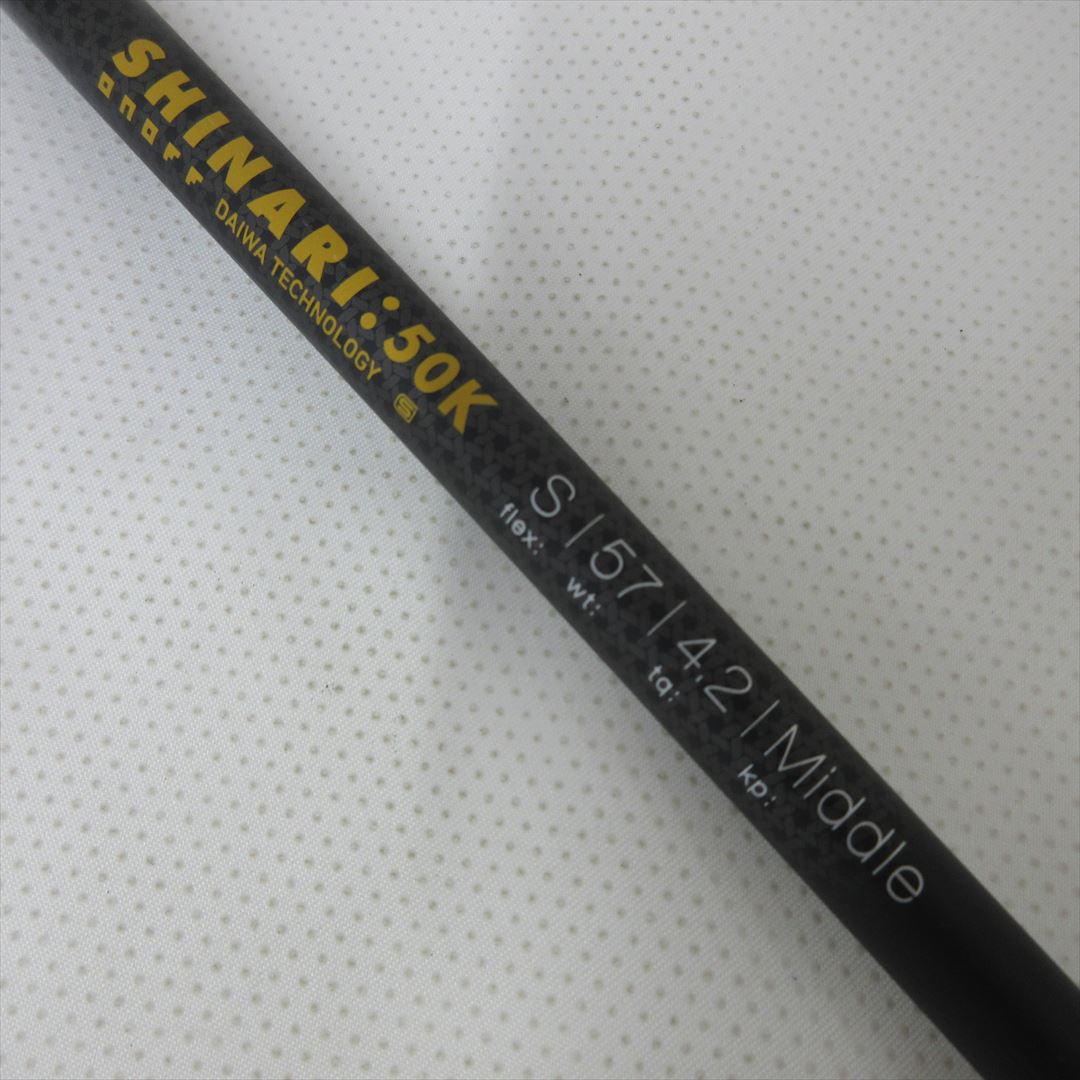 SHINARI:50K
onoff DAIWA TECHNOLOGY S
S | 57 | 4,2 | Middle
flex: wt: tq: kp: